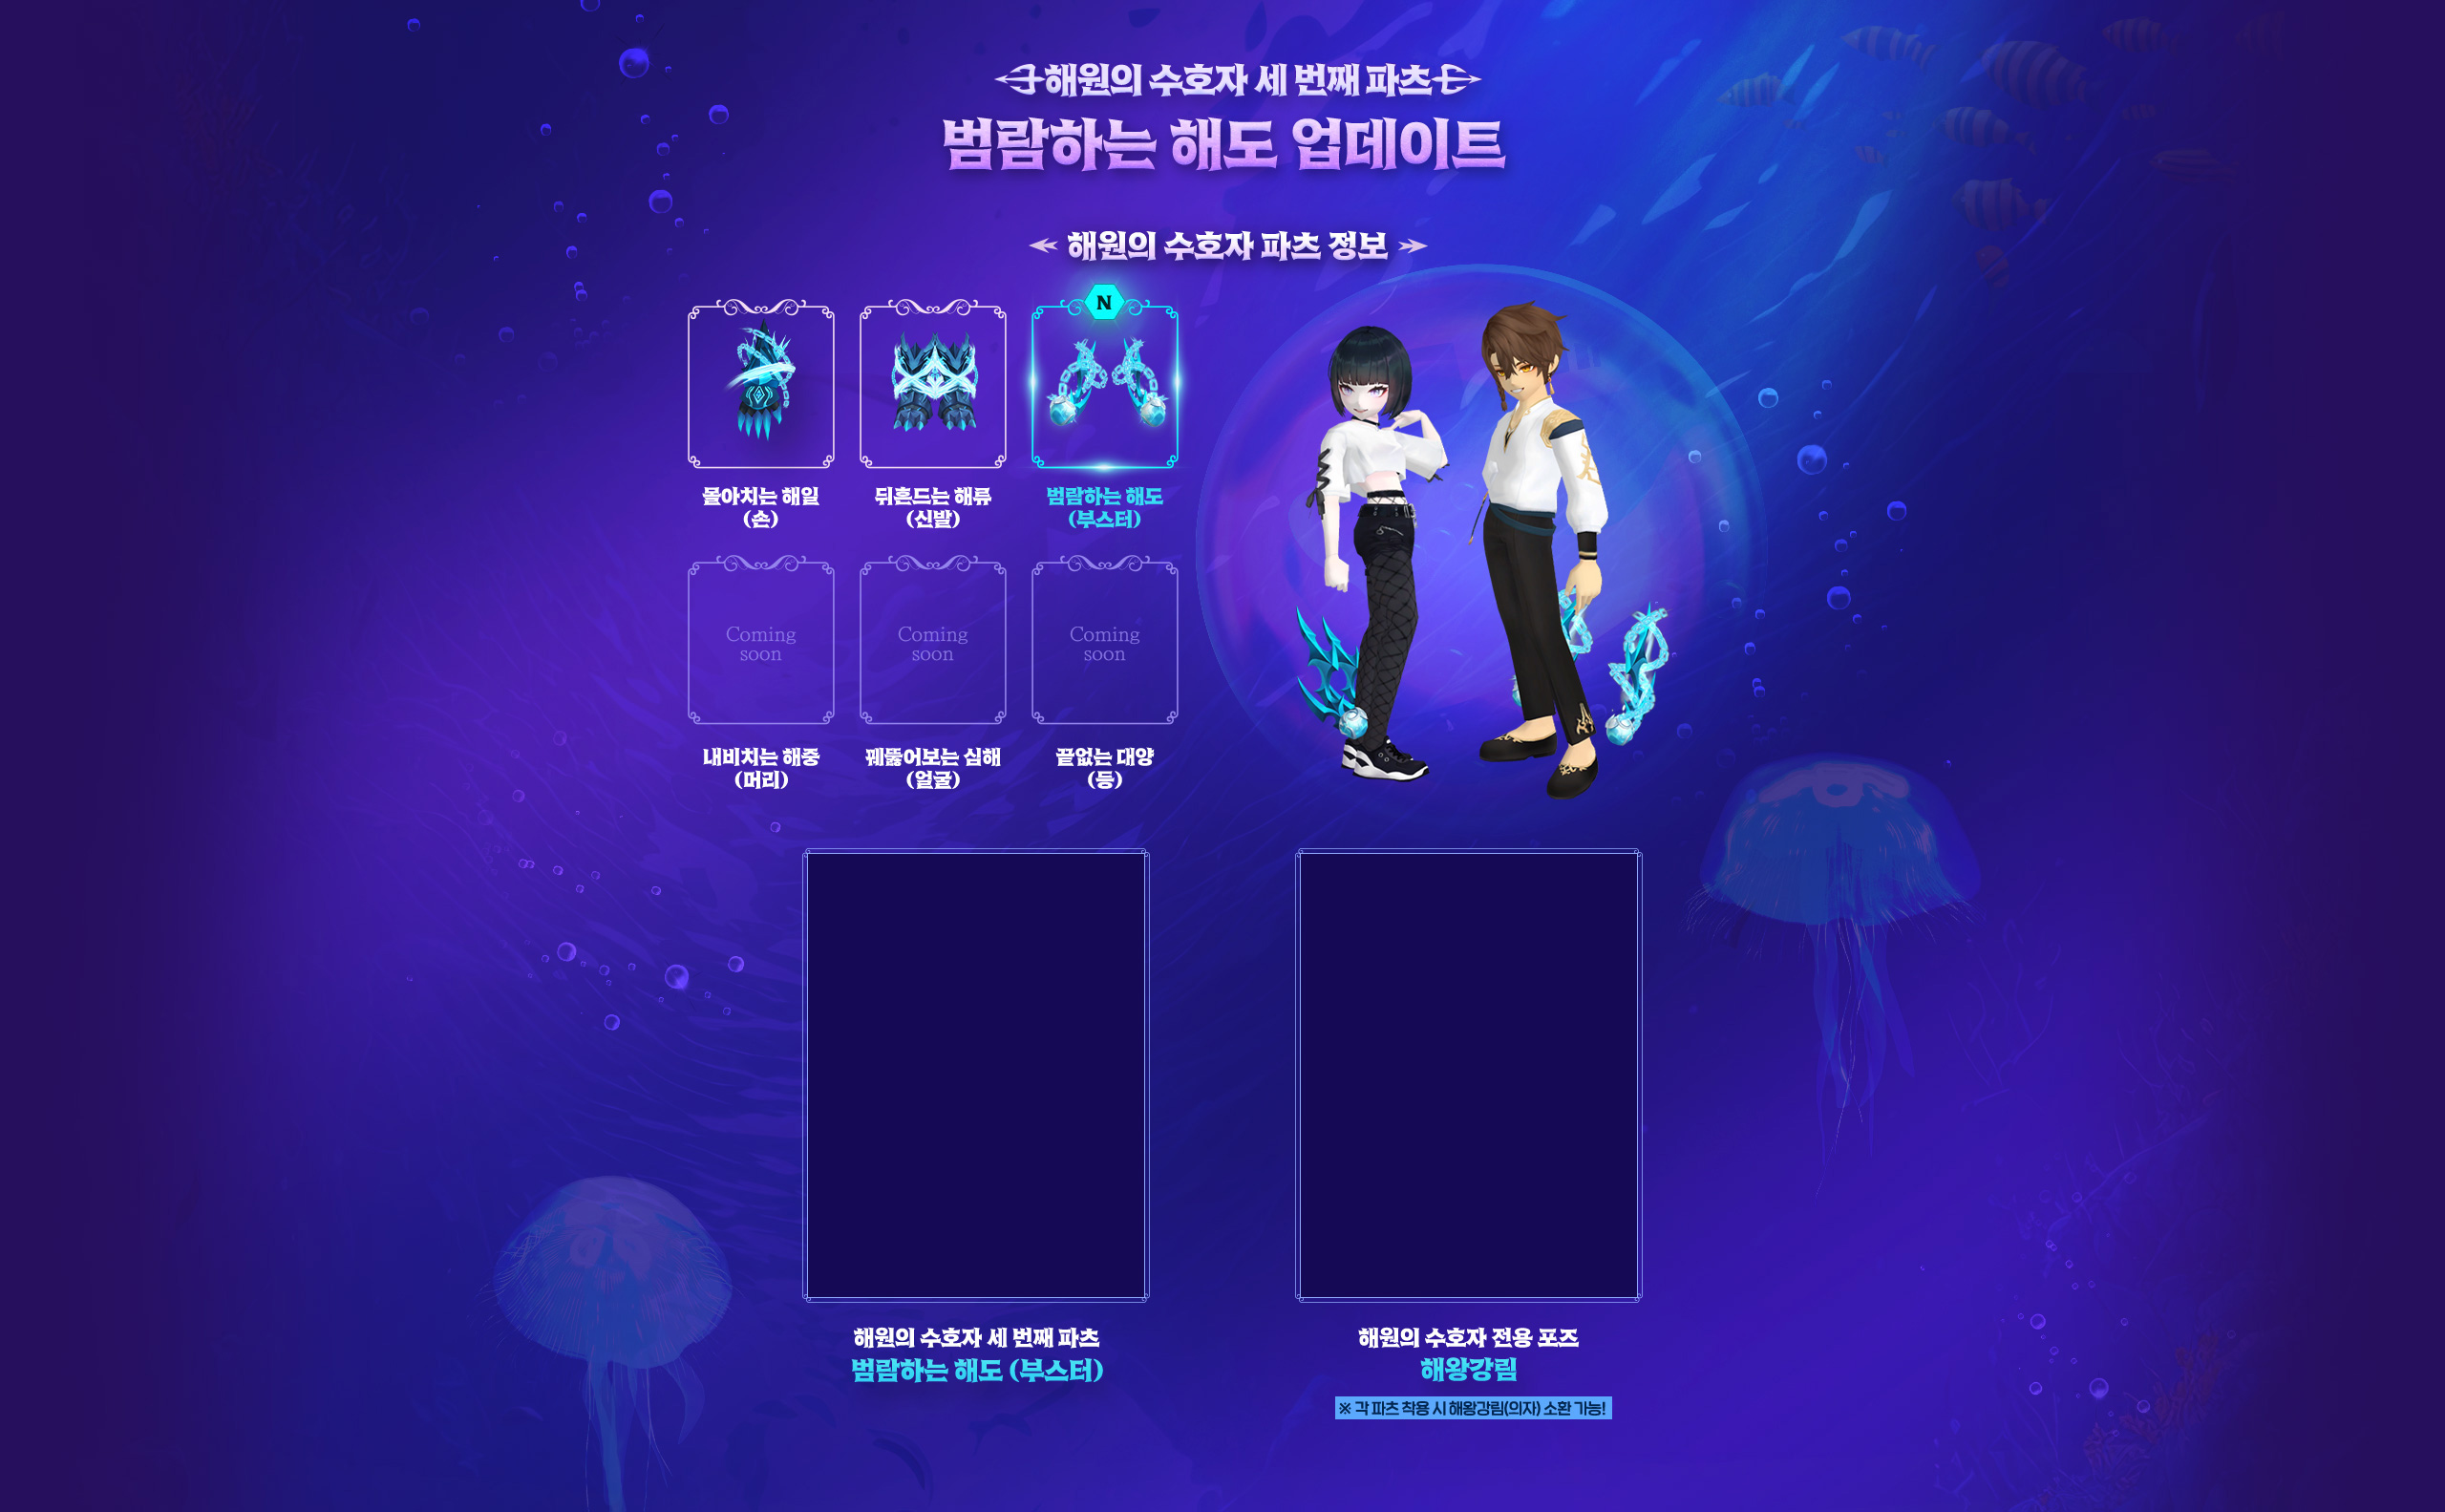 해원의 수호자 세 번째 파츠
범람하는 해도 업데이트
해원의 수호자 파츠 정보
N
몰아치는 해일
(손)
뒤흔드는 해류
(신발)
범람하는 해도
(부스터)
Coming
soon
Coming
soon
Coming
soon
내비치는 해중
(머리)
꿰뚫어보는 심해
(얼굴)
끝없는 대양
(등)
해원의 수호자 세 번째 파츠
범람하는 해도 (부스터)
해원의 수호자 전용 포즈
해왕강림
※ 각 파츠 착용 시 해왕강림(의자) 소환 가능!